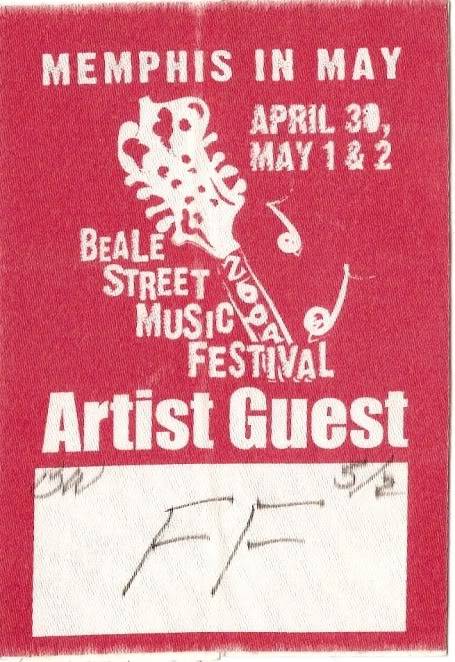 MEMPHIS IN MAY
APRIL 30,
MAY 1 & 2
BEALE
STREET
MUSIC
FESTIVAL
2004
Artist Guest
5/2
FF